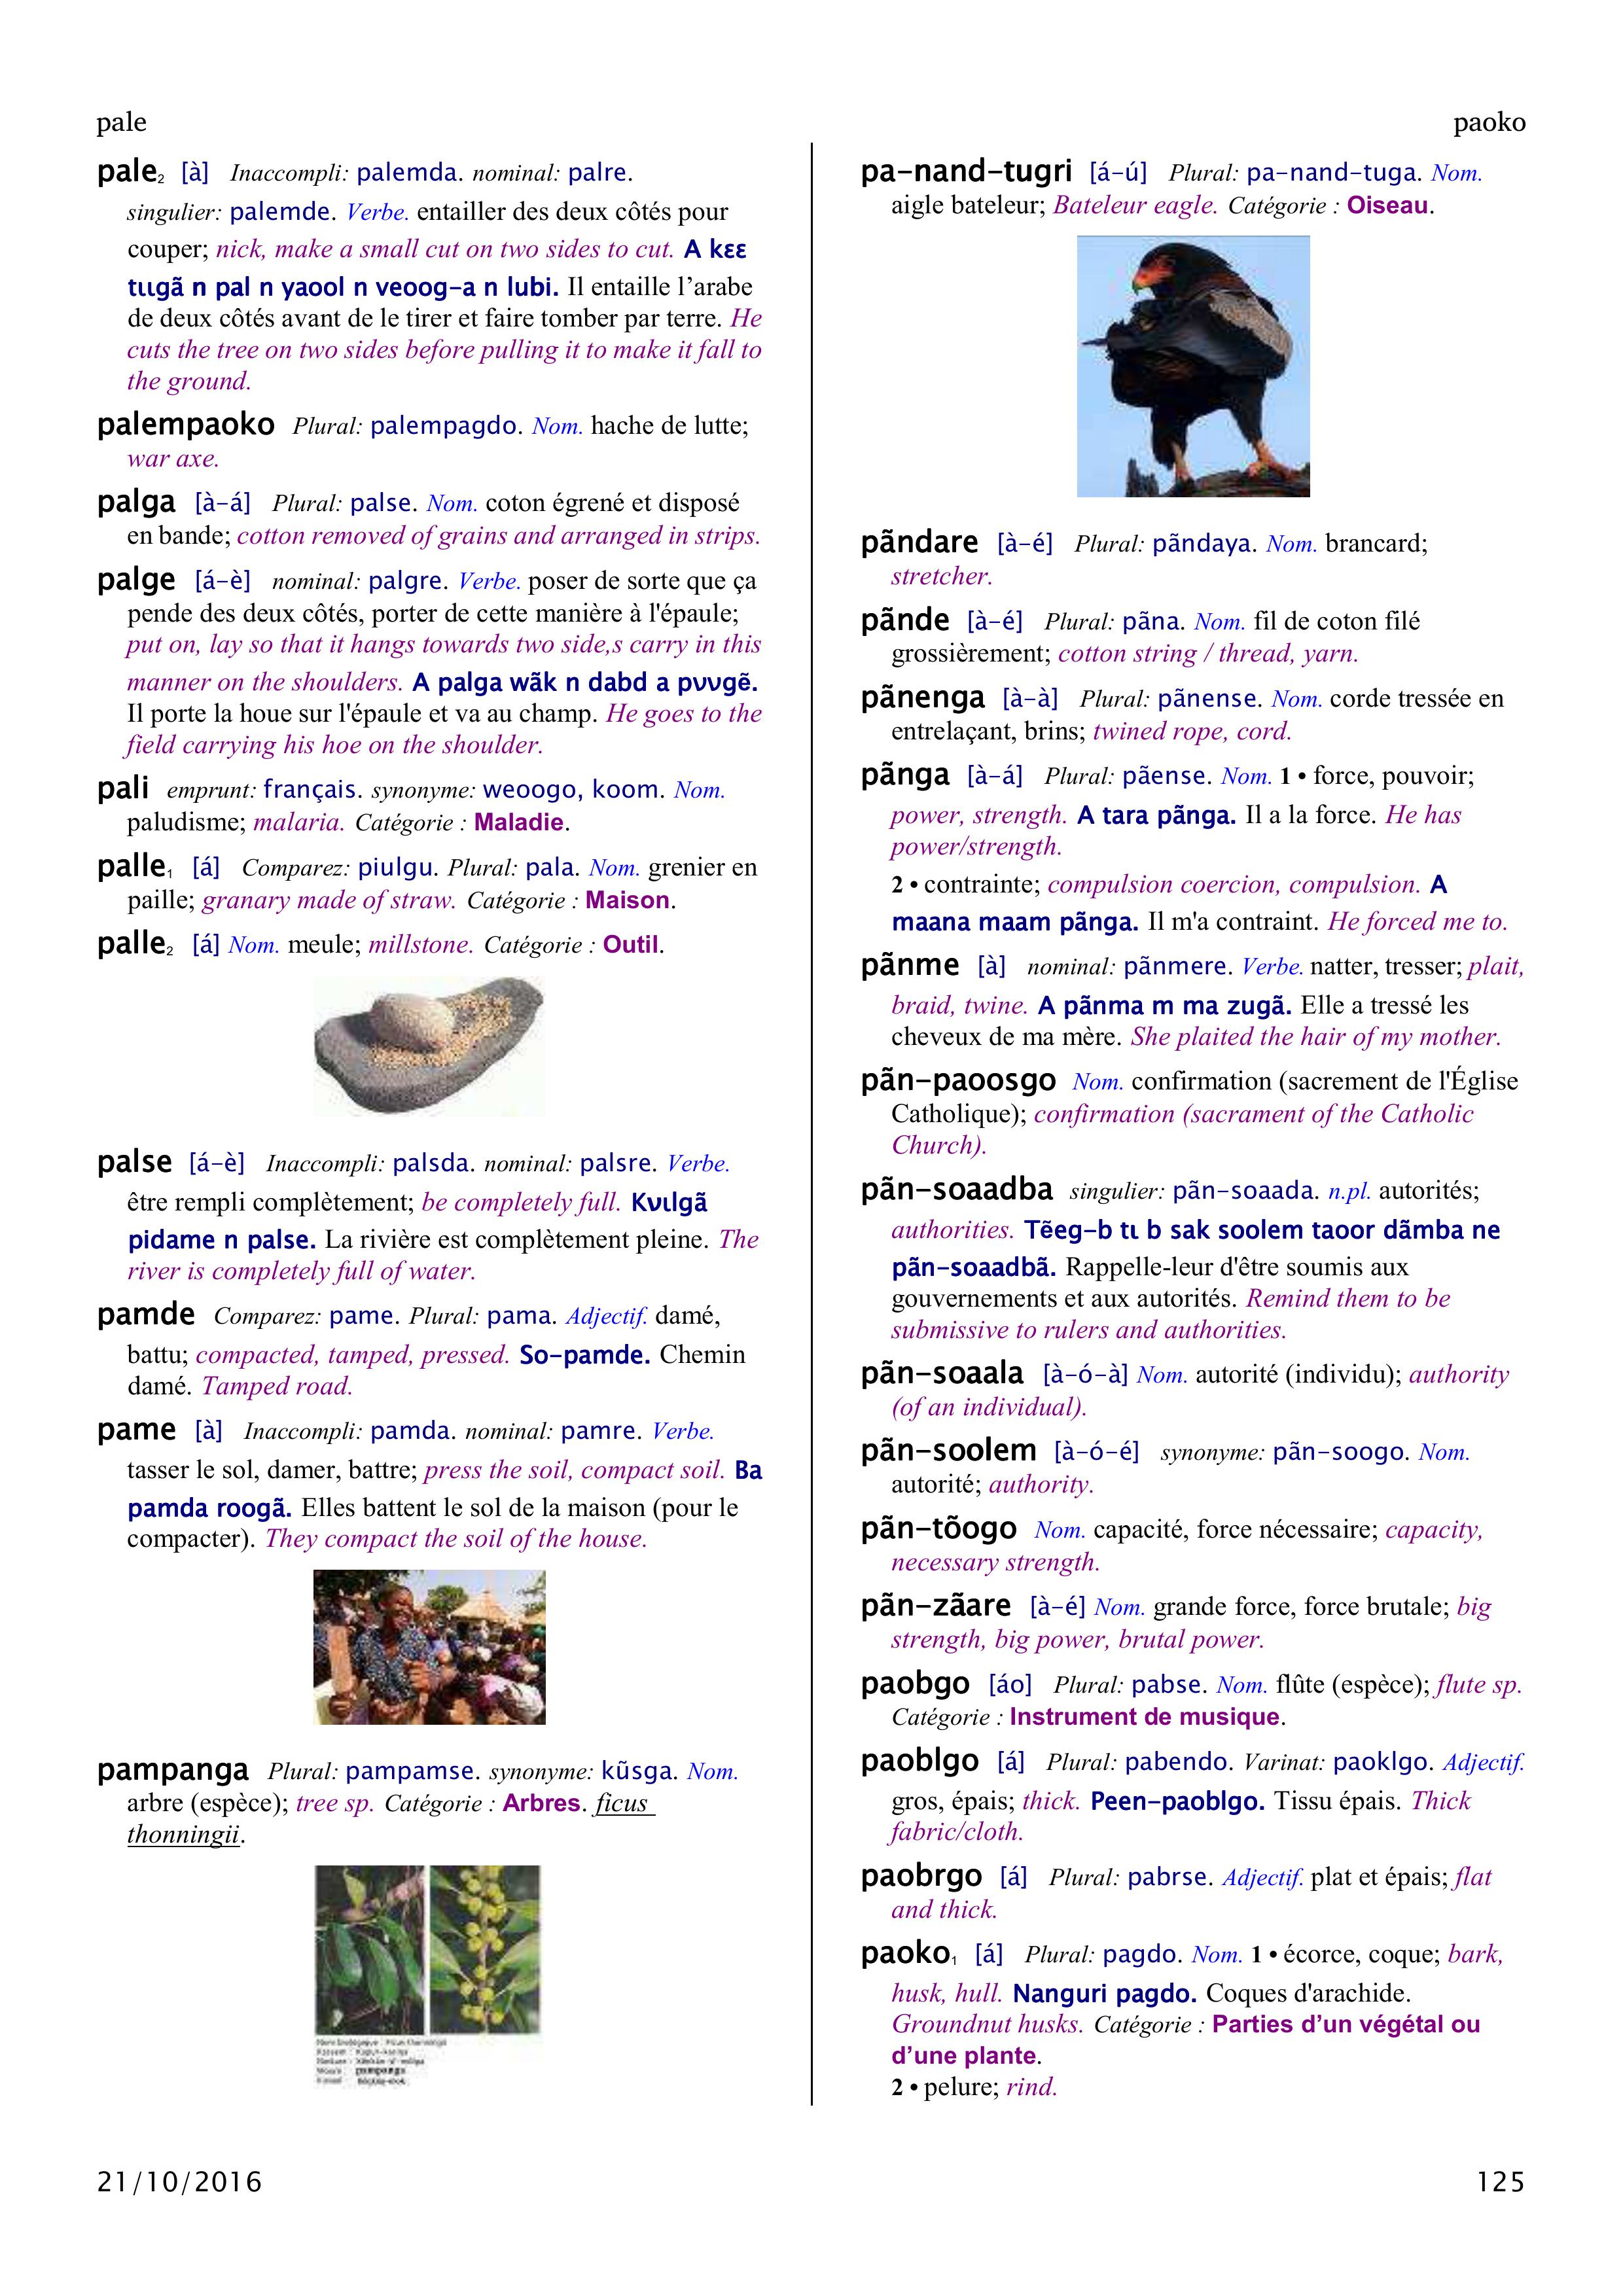 pale
paoko
pale₂ [à] Inaccompli: palemda. nominal: palre.
singulier: palemde. Verbe. entailler des deux côtés pour
couper; nick, make a small cut on two sides to cut. A kɛɛ
tɩɩgã n pal n yaool n veoog-a n lubi. Il entaille l’arabe
de deux côtés avant de le tirer et faire tomber par terre. He
cuts the tree on two sides before pulling it to make it fall to
the ground.
palempaoko Plural: palempagdo. Nom. hache de lutte;
war axe.
palga [à-á] Plural: palse. Nom. coton égrené et disposé
en bande; cotton removed of grains and arranged in strips.
palge [á-è] nominal: palgre. Verbe. poser de sorte que ça
pende des deux côtés, porter de cette manière à l'épaule;
put on, lay so that it hangs towards two side,s carry in this
manner on the shoulders. A palga wãk n dabd a pʋʋgẽ.
Il porte la houe sur l'épaule et va au champ. He goes to the
field carrying his hoe on the shoulder.
pali emprunt: français. synonyme: weoogo, koom. Nom.
paludisme; malaria. Catégorie : Maladie.
palle₁ [á] Comparez: piulgu. Plural: pala. Nom. grenier en
paille; granary made of straw. Catégorie : Maison.
palle₂ [á] Nom. meule; millstone. Catégorie : Outil.
palse [á-è] Inaccompli: palsda. nominal: palsre. Verbe.
être rempli complètement; be completely full. Kʋɩlgã
pidame n palse. La rivière est complètement pleine. The
river is completely full of water.
pamde Comparez: pame. Plural: pama. Adjectif. damé,
battu; compacted, tamped, pressed. So-pamde. Chemin
damé. Tamped road.
pame [à] Inaccompli: pamda. nominal: pamre. Verbe.
tasser le sol, damer, battre; press the soil, compact soil. Ba
pamda roogã. Elles battent le sol de la maison (pour le
compacter). They compact the soil of the house.
pampanga Plural: pampamse. synonyme: kũsga. Nom.
arbre (espèce); tree sp. Catégorie : Arbres. ficus
thonningii.
pampanga
pa-nand-tugri [á-ú] Plural: pa-nand-tuga. Nom.
aigle bateleur; Bateleur eagle. Catégorie : Oiseau.
pãndare [à-é] Plural: pãndaya. Nom. brancard;
stretcher.
pãnde [à-é] Plural: pãna. Nom. fil de coton filé
grossièrement; cotton string / thread, yarn.
pãnenga [à-à] Plural: pãnense. Nom. corde tressée en
entrelaçant, brins; twined rope, cord.
pãnga [à-á] Plural: pãense. Nom. 1 • force, pouvoir;
power, strength. A tara pãnga. Il a la force. He has
power/strength.
2 • contrainte; compulsion coercion, compulsion. A
maana maam pãnga. Il m'a contraint. He forced me to.
pãnme [à] nominal: pãnmere. Verbe. natter, tresser; plait,
braid, twine. A pãnma m ma zugã. Elle a tressé les
cheveux de ma mère. She plaited the hair of my mother.
pãn-paoosgo Nom. confirmation (sacrement de l'Église
Catholique); confirmation (sacrament of the Catholic
Church).
pãn-soaadba singulier: pãn-soaada. n.pl. autorités;
authorities. Tẽeg-b tɩ b sak soolem taoor dãmba ne
pãn-soaadbã. Rappelle-leur d'être soumis aux
gouvernements et aux autorités. Remind them to be
submissive to rulers and authorities.
pãn-soaala [à-ó-à] Nom. autorité (individu); authority
(of an individual).
pãn-soolem [à-ó-é] synonyme: pãn-soogo. Nom.
autorité; authority.
pãn-tõogo Nom. capacité, force nécessaire; capacity,
necessary strength.
pãn-zãare [à-é] Nom. grande force, force brutale; big
strength, big power, brutal power.
paobgo [áo] Plural: pabse. Nom. flûte (espèce); flute sp.
Catégorie : Instrument de musique.
paoblgo [á] Plural: pabendo. Varinat: paoklgo. Adjectif.
gros, épais; thick. Peen-paoblgo. Tissu épais. Thick
fabric/cloth.
paobrgo [á] Plural: pabrse. Adjectif. plat et épais; flat
and thick.
paoko₁ [á] Plural: pagdo. Nom. 1 • écorce, coque; bark,
husk, hull. Nanguri pagdo. Coques d'arachide.
Groundnut husks. Catégorie : Parties d’un végétal ou
d’une plante.
2 • pelure; rind.
21/10/2016
125